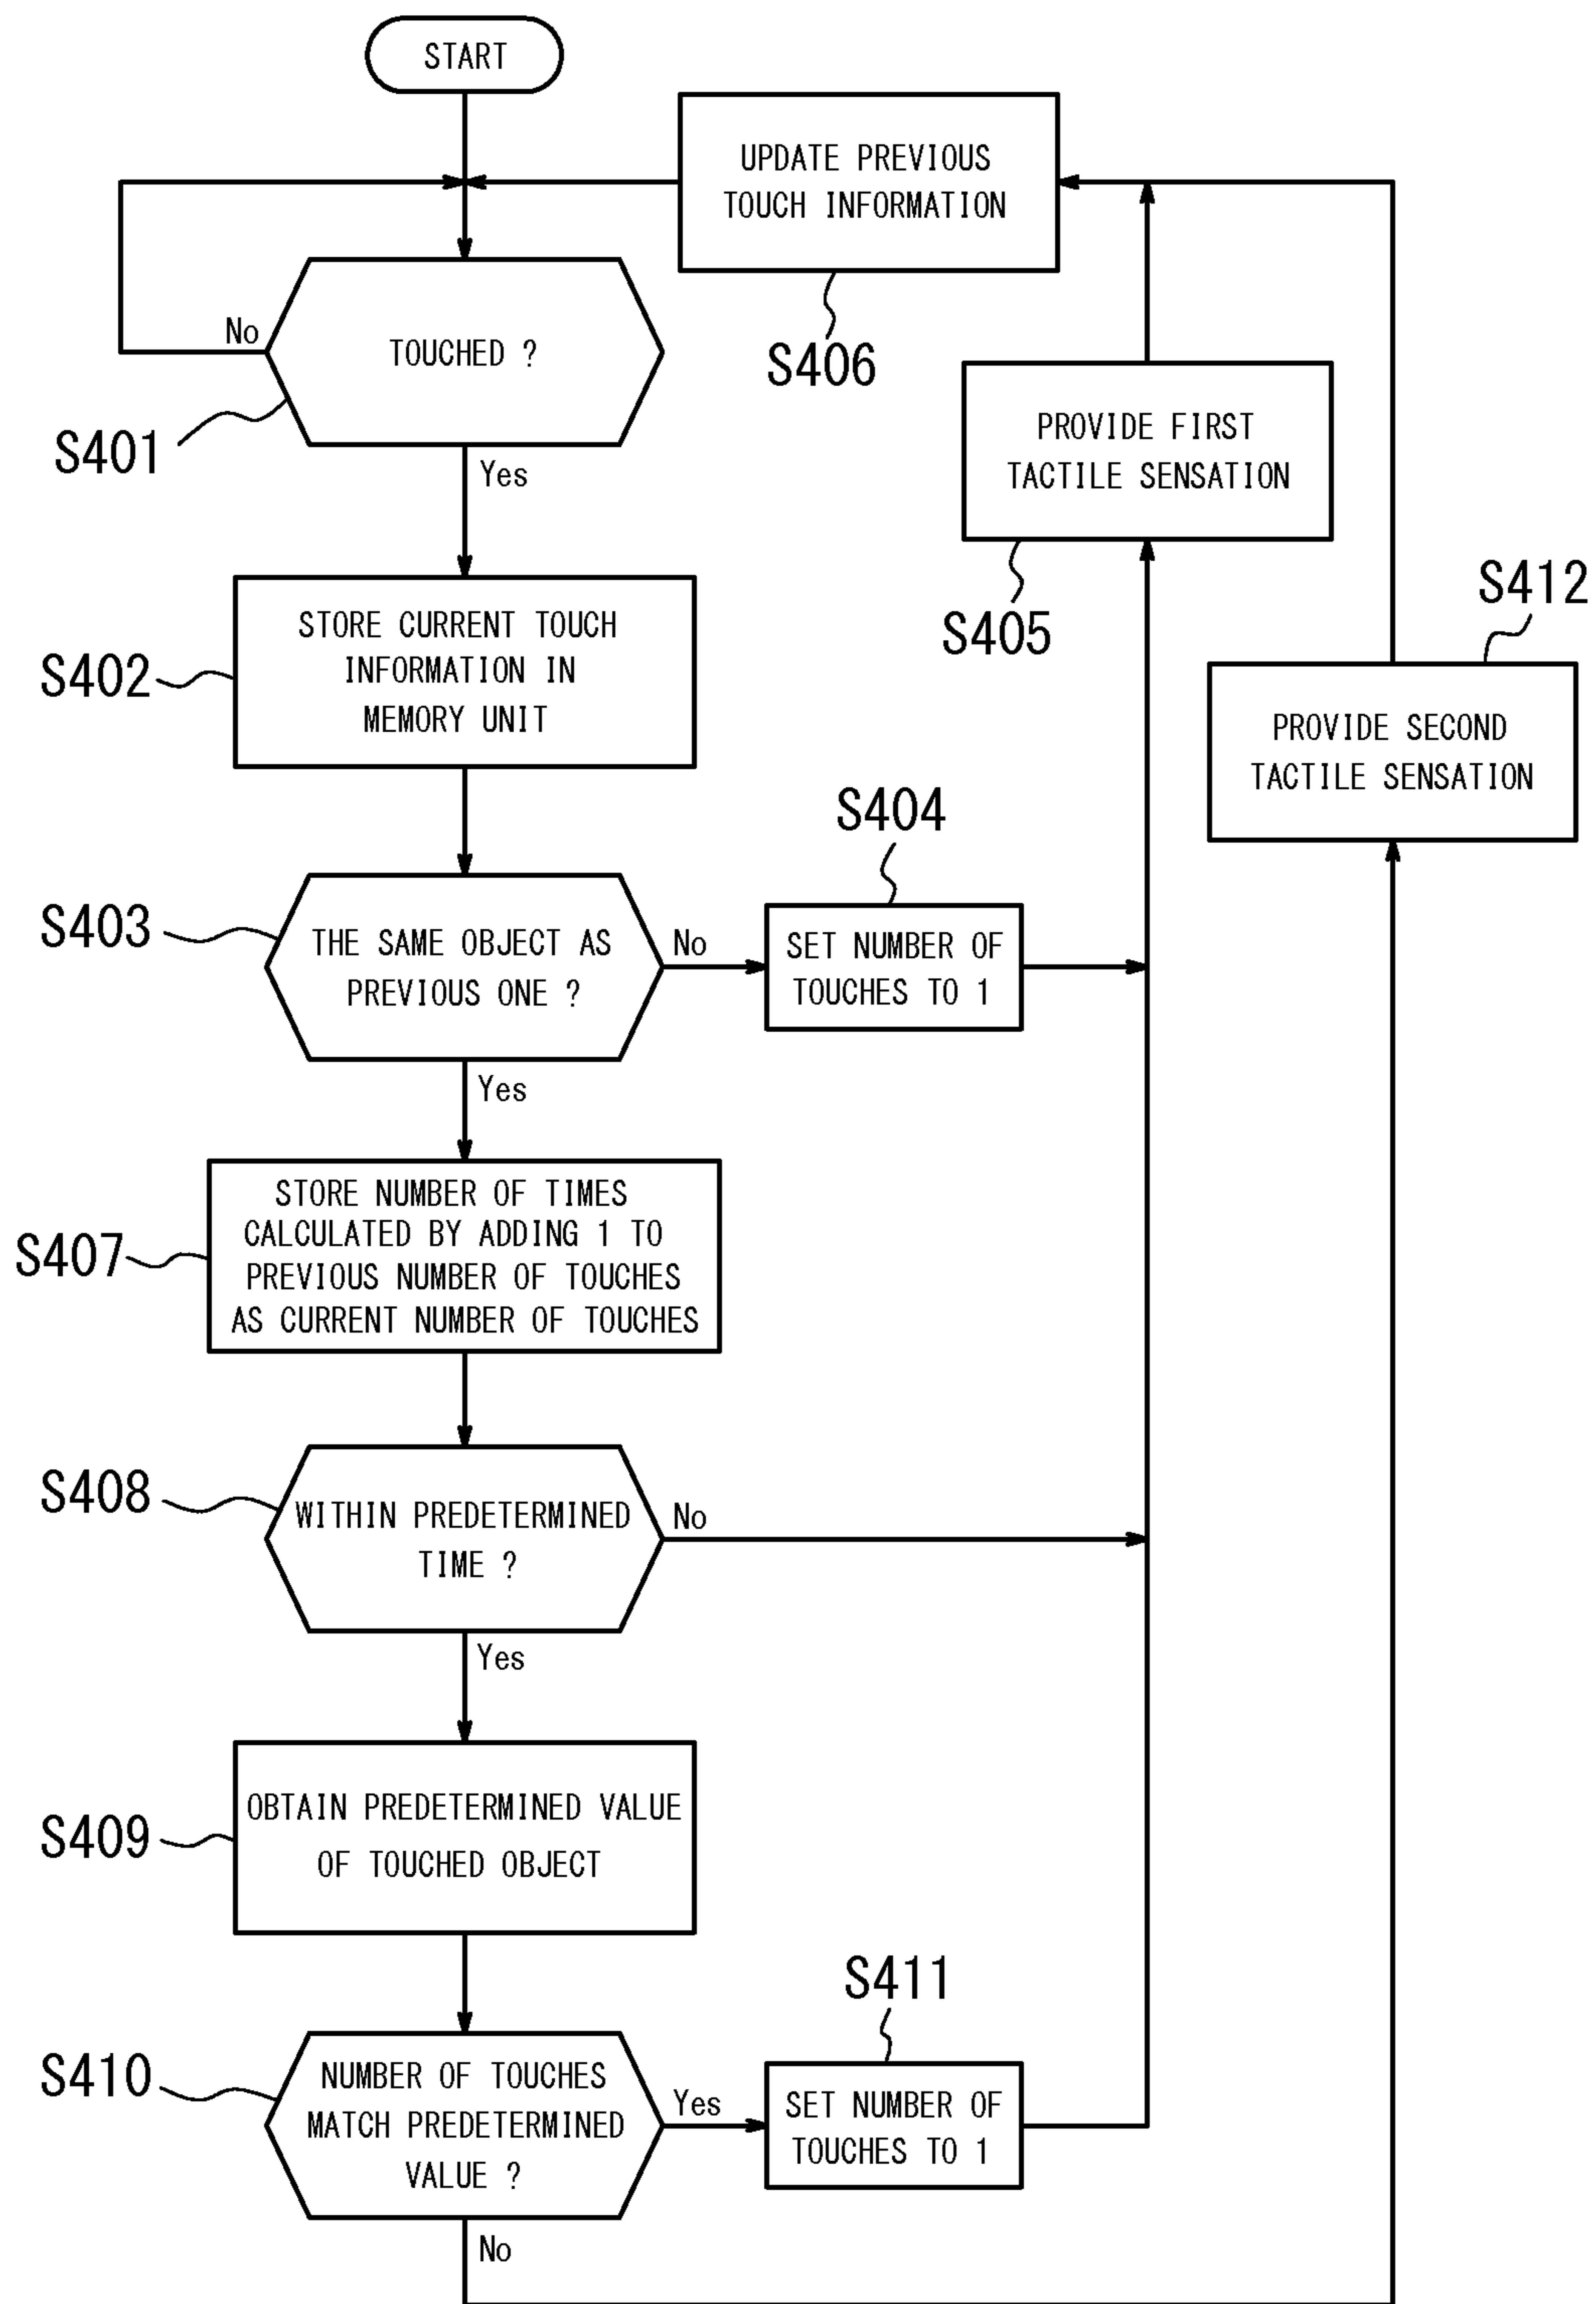 START
UPDATE PREVIOUS
TOUCH INFORMATION
S406
TOUCHED ?
No
S401
Yes
PROVIDE FIRST
TACTILE SENSATION
S405
S412
PROVIDE SECOND
TACTILE SENSATION
STORE CURRENT TOUCH
INFORMATION IN
MEMORY UNIT
S402
S404
S403
THE SAME OBJECT AS
PREVIOUS ONE ?
No
SET NUMBER OF
TOUCHES TO 1
Yes
STORE NUMBER OF TIMES
CALCULATED BY ADDING 1 TO
PREVIOUS NUMBER OF TOUCHES
AS CURRENT NUMBER OF TOUCHES
S407
S408
WITHIN PREDETERMINED
TIME ?
No
Yes
OBTAIN PREDETERMINED VALUE
OF TOUCHED OBJECT
S409
S411
S410
NUMBER OF TOUCHES
MATCH PREDETERMINED
VALUE ?
Yes
SET NUMBER OF
TOUCHES TO 1
No